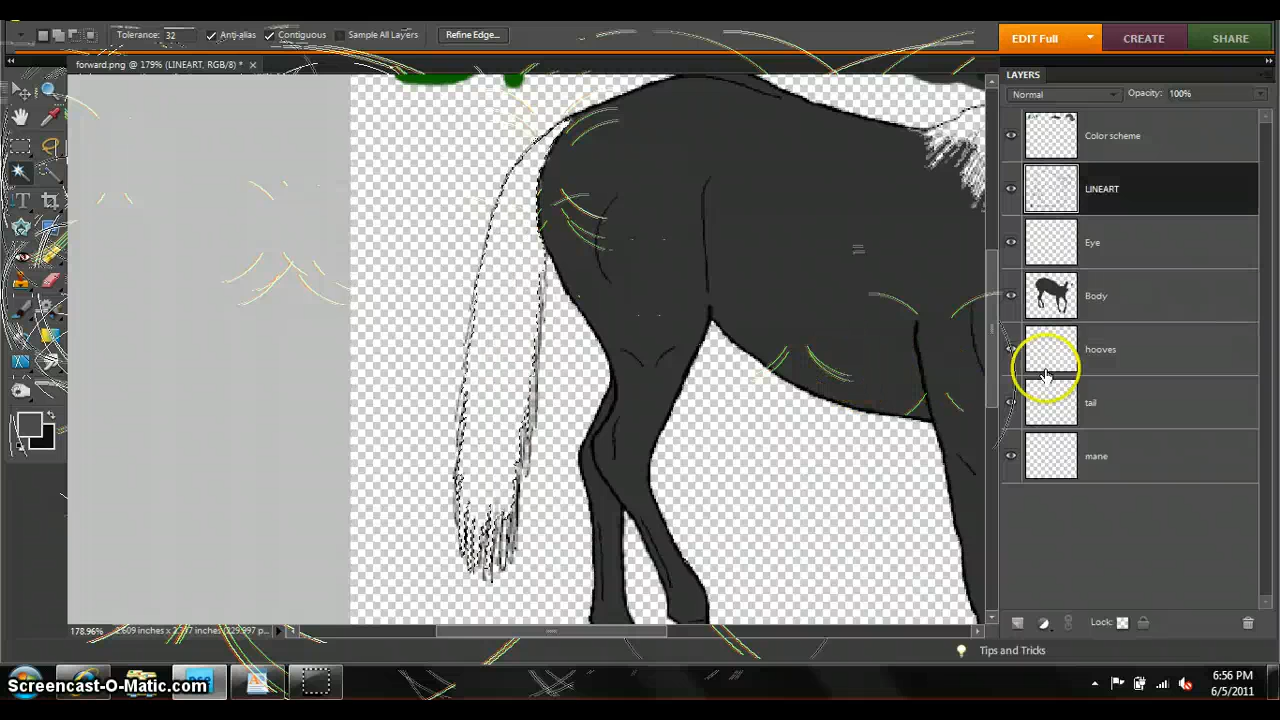 Tolerance: 32 Anti-alias Contiguous Sample All Layers Refine Edge... EDIT Full CREATE SHARE
forward.png @ 179% (LINEART, RGB/8) *
LAYERS
Normal Opacity: 100%
Color scheme
LINEART
Eye
Body
hooves
tail
mane
Lock:
178.96%
Tips and Tricks
Screencast-O-Matic.com
6:56 PM
6/5/2011